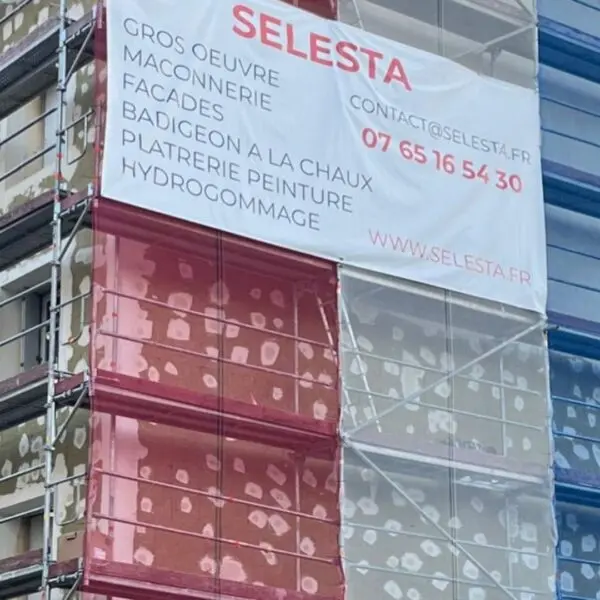 SELESTA
GROS OEUVRE
MACONNERIE
FACADES
BADIGEON A LA CHAUX
PLATRERIE PEINTURE
HYDROGOMMAGE
CONTACT@SELESTA.FR
07 65 16 54 30
WWW.SELESTA.FR